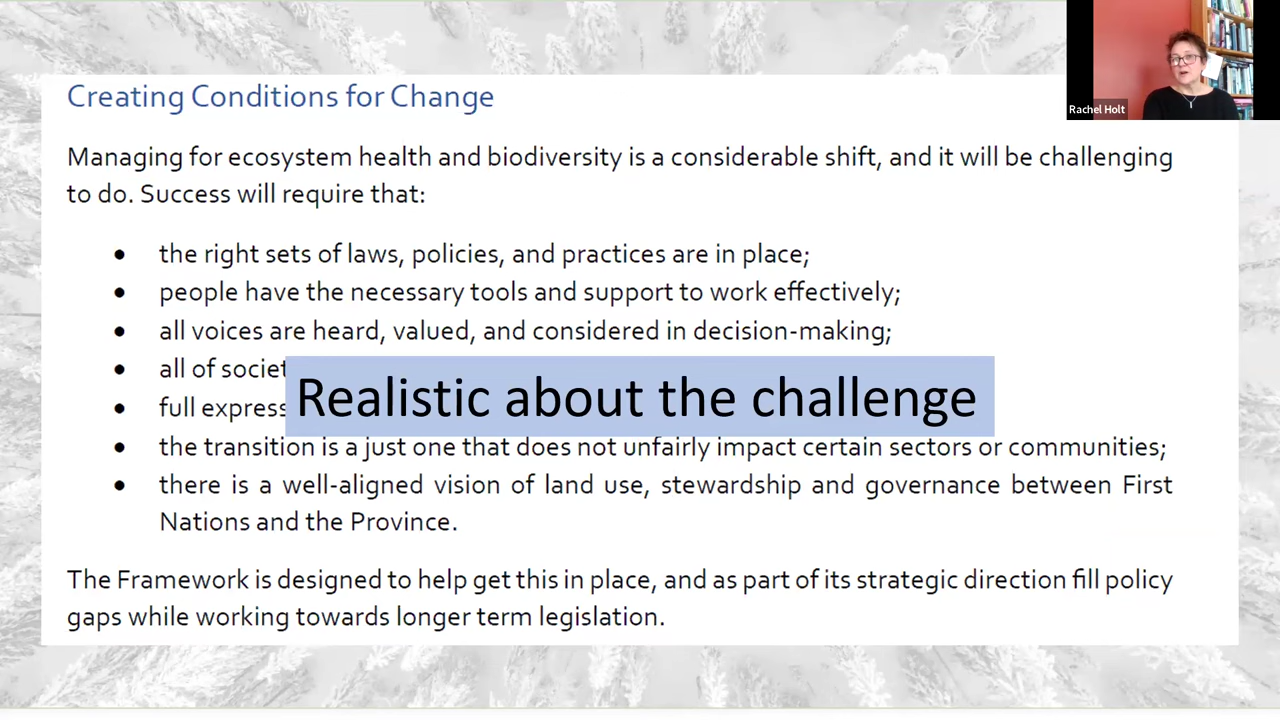 Creating Conditions for Change
Rachel Holt
Managing for ecosystem health and biodiversity is a considerable shift, and it will be challenging
to do. Success will require that:
• the right sets of laws, policies, and practices are in place;
• people have the necessary tools and support to work effectively;
• all voices are heard, valued, and considered in decision-making;
• all of
• full
Realistic about the challenge
• the transition is a just one that does not unfairly impact certain sectors or communities;
• there is a well-aligned vision of land use, stewardship and governance between First
Nations and the Province.
The Framework is designed to help get this in place, and as part of its strategic direction fill policy
gaps while working towards longer term legislation.